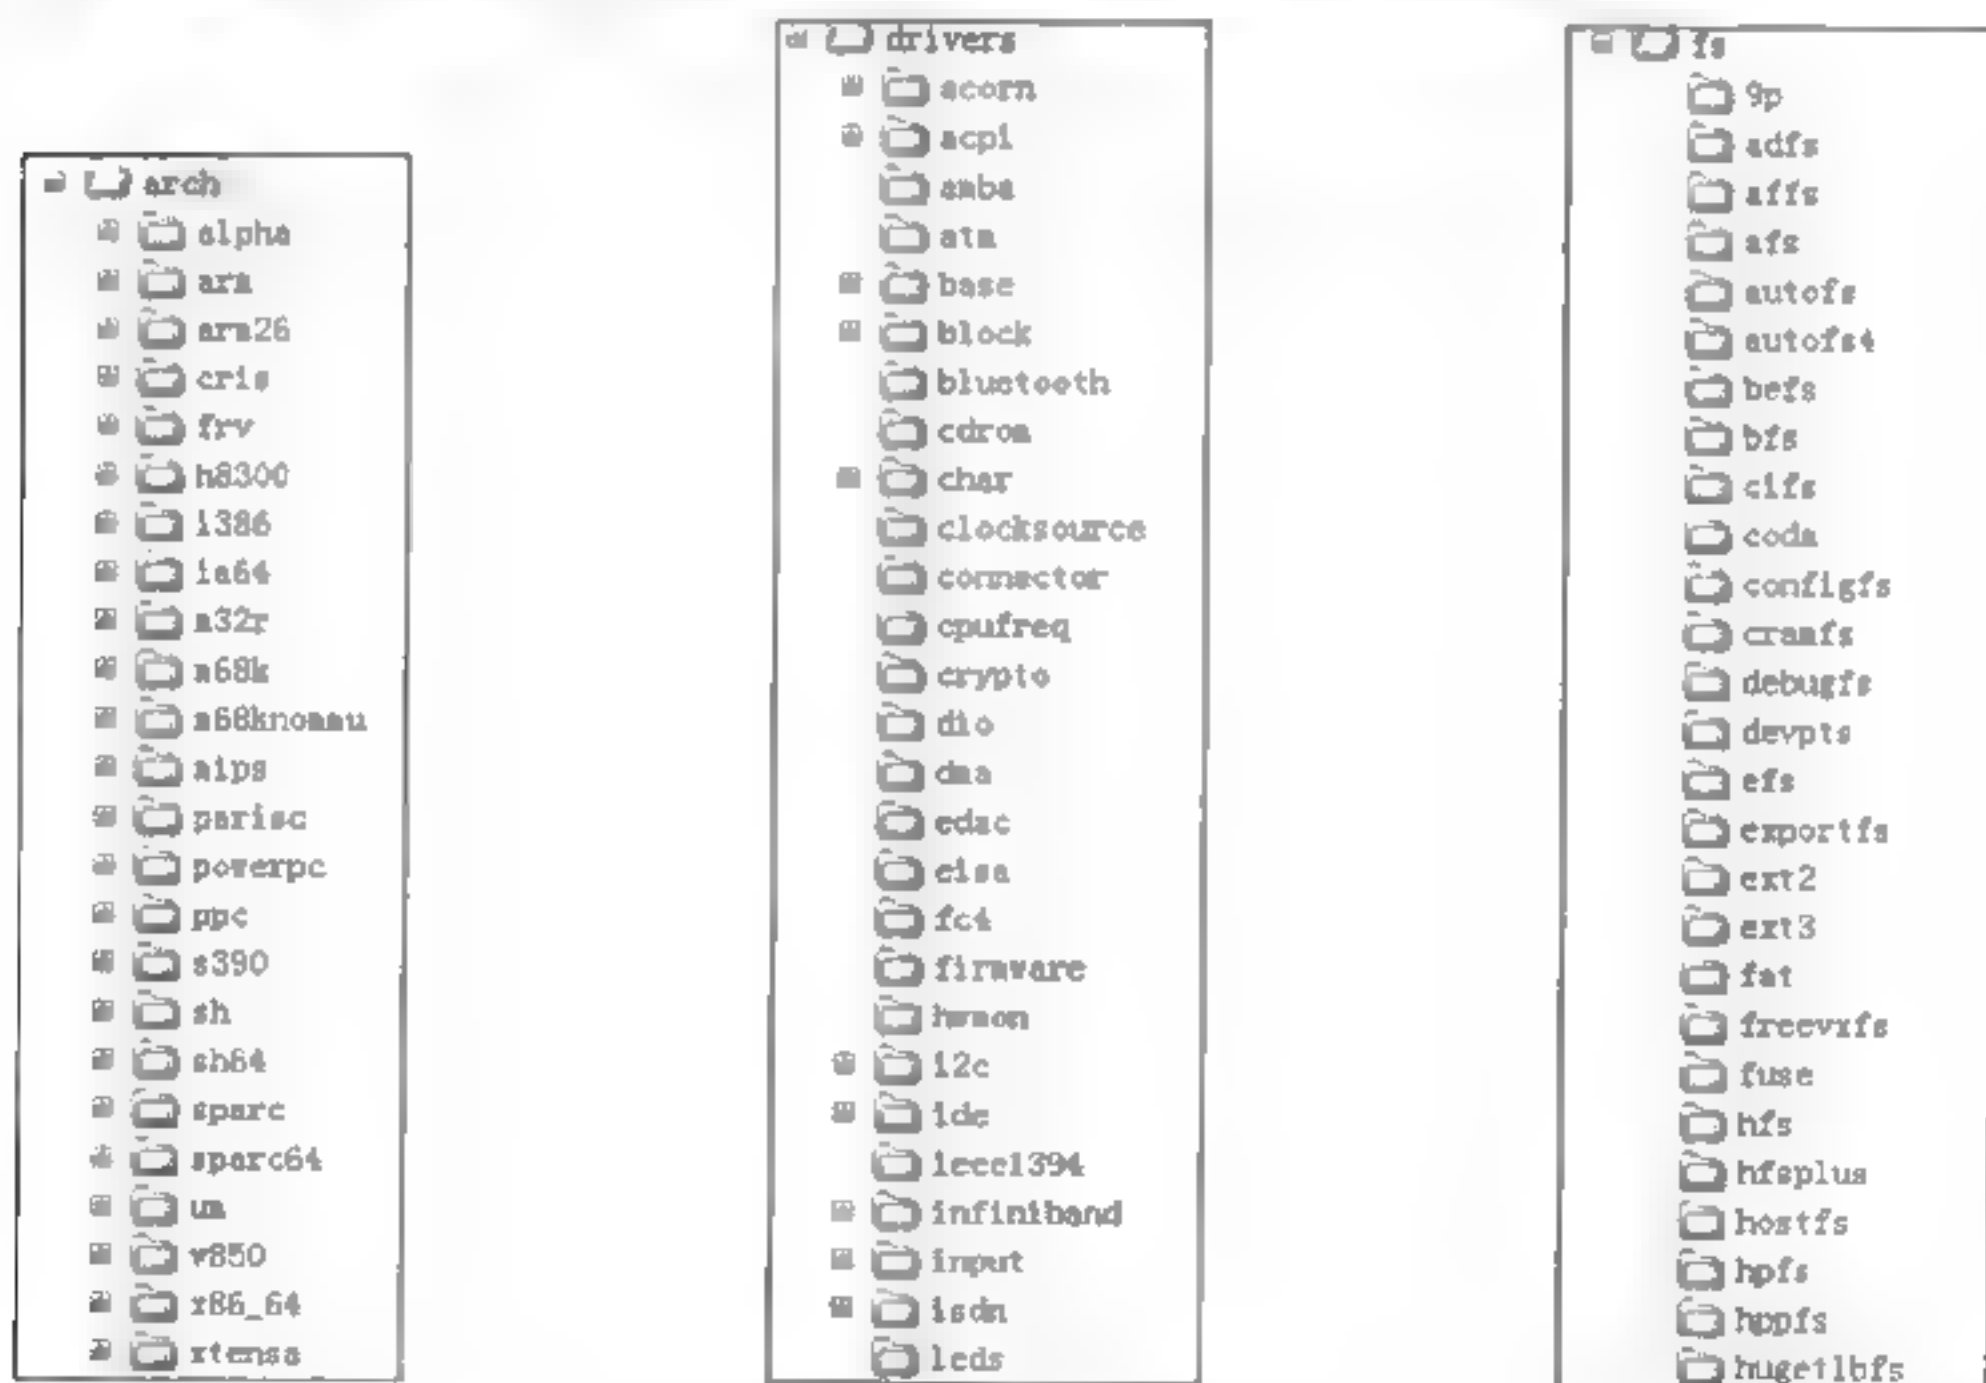 arch
alpha
arm
arm26
cris
frv
h8300
i386
ia64
m32r
m68k
m68knommu
mips
parisc
powerpc
ppc
s390
sh
sh64
sparc
sparc64
um
v850
x86_64
xtensa
drivers
acorn
acpi
amba
atm
base
block
bluetooth
cdrom
char
clocksource
connector
cpufreq
crypto
dio
dma
edac
eisa
fc4
firmware
hwmon
i2c
ide
ieee1394
infiniband
input
isdn
leds
fs
9p
adfs
affs
afs
autofs
autofs4
befs
bfs
cifs
coda
configfs
cramfs
debugfs
devpts
efs
exportfs
ext2
ext3
fat
freevxfs
fuse
hfs
hfsplus
hostfs
hpfs
hppfs
hugetlbfs